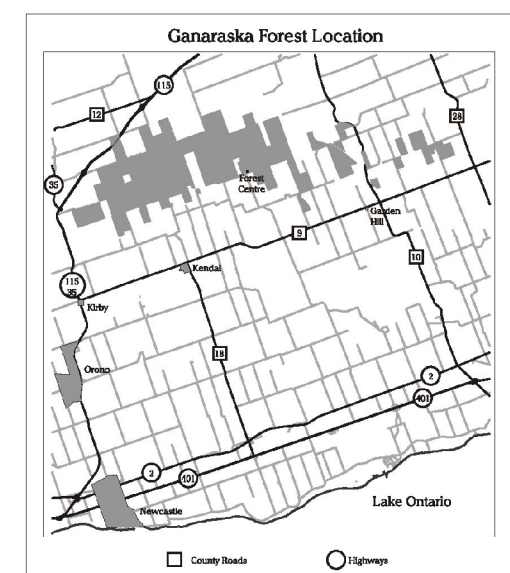 Ganaraska Forest Location
115
12
28
35
Forest
Centre
Garden
Hill
9
10
Kendal
115
35
Kirby
18
Orono
2
401
2
401
Newcastle
Lake Ontario
County Roads
Highways